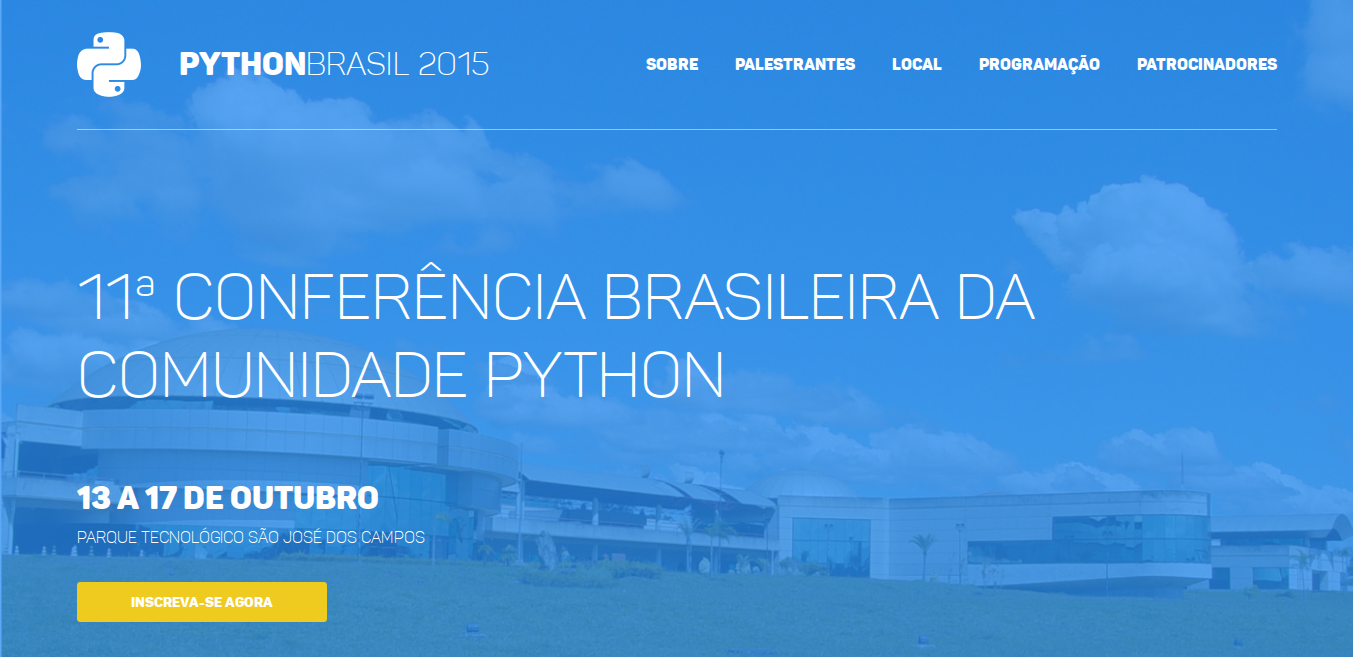 PYTHONBRASIL 2015
SOBRE
PALESTRANTES
LOCAL
PROGRAMAÇÃO
PATROCINADORES
11ª CONFERÊNCIA BRASILEIRA DA
COMUNIDADE PYTHON
13 A 17 DE OUTUBRO
PARQUE TECNOLÓGICO SÃO JOSÉ DOS CAMPOS
INSCREVA-SE AGORA